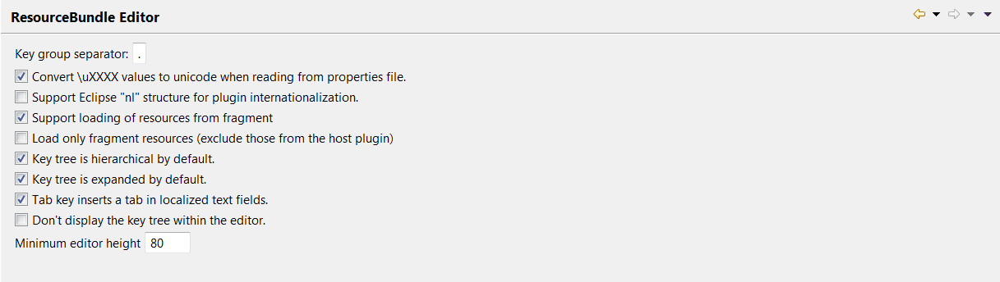 ResourceBundle Editor
Key group separator: .
Convert \uXXXX values to unicode when reading from properties file.
Support Eclipse "nl" structure for plugin internationalization.
Support loading of resources from fragment
Load only fragment resources (exclude those from the host plugin)
Key tree is hierarchical by default.
Key tree is expanded by default.
Tab key inserts a tab in localized text fields.
Don't display the key tree within the editor.
Minimum editor height 80